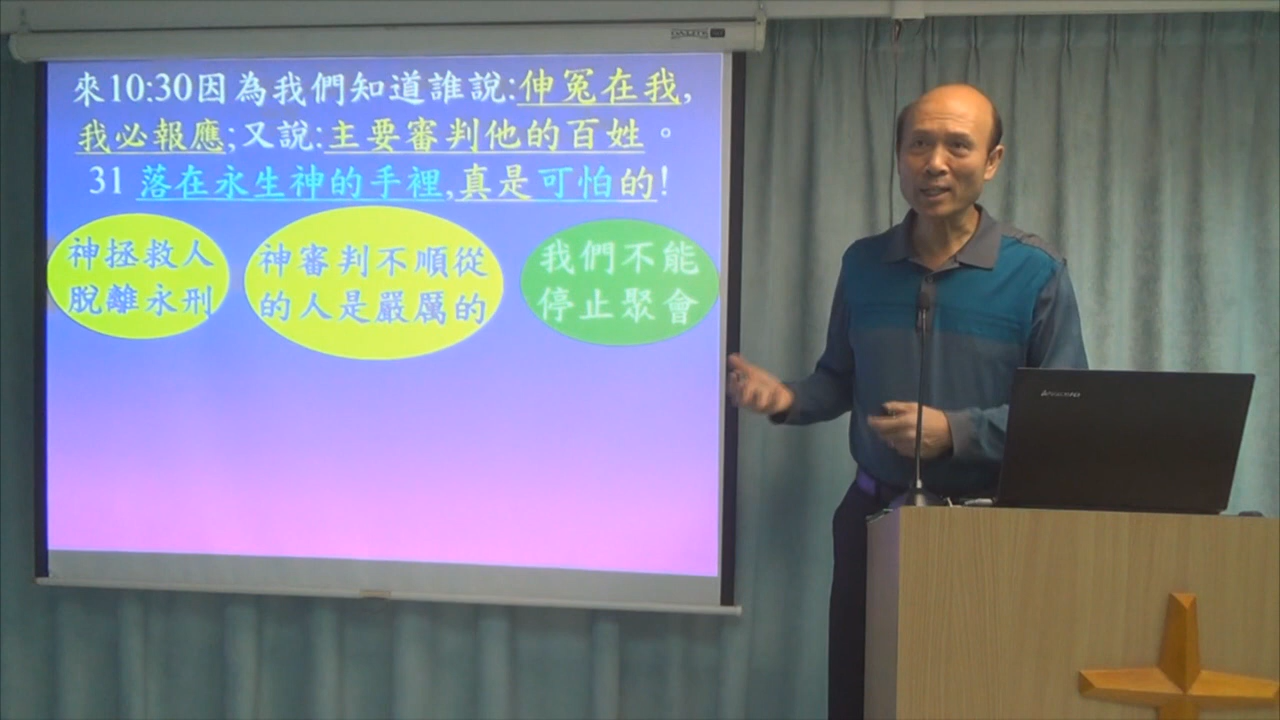 來10:30因為我們知道誰說:伸冤在我,
我必報應;又說:主要審判他的百姓。
31 落在永生神的手裡,真是可怕的!
神拯救人
脫離永刑
神審判不順從
的人是嚴厲的
我們不能
停止聚會